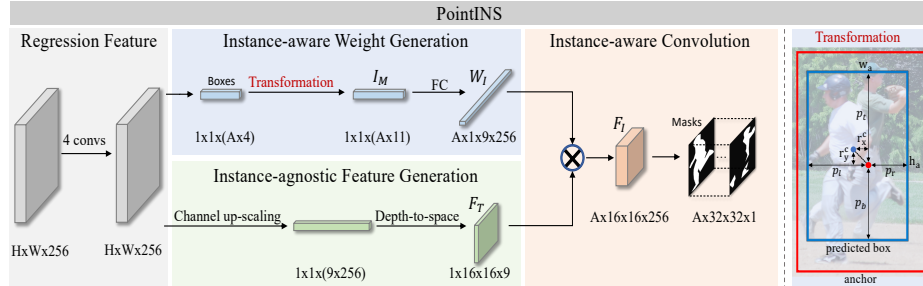 PointINS
Regression Feature
4 convs
HxWx256
HxWx256
Instance-aware Weight Generation
Boxes
Transformation
I_M
FC
W_I
1x1x(Ax4)
1x1x(Ax11)
Ax1x9x256
Instance-agnostic Feature Generation
Channel up-scaling
Depth-to-space
F_T
1x1x(9x256)
1x16x16x9
Instance-aware Convolution
F_I
Masks
Ax16x16x256
Ax32x32x1
Transformation
w_a
p_t
r_x^c
r_y^c
h_a
p_l
p_r
p_b
predicted box
anchor